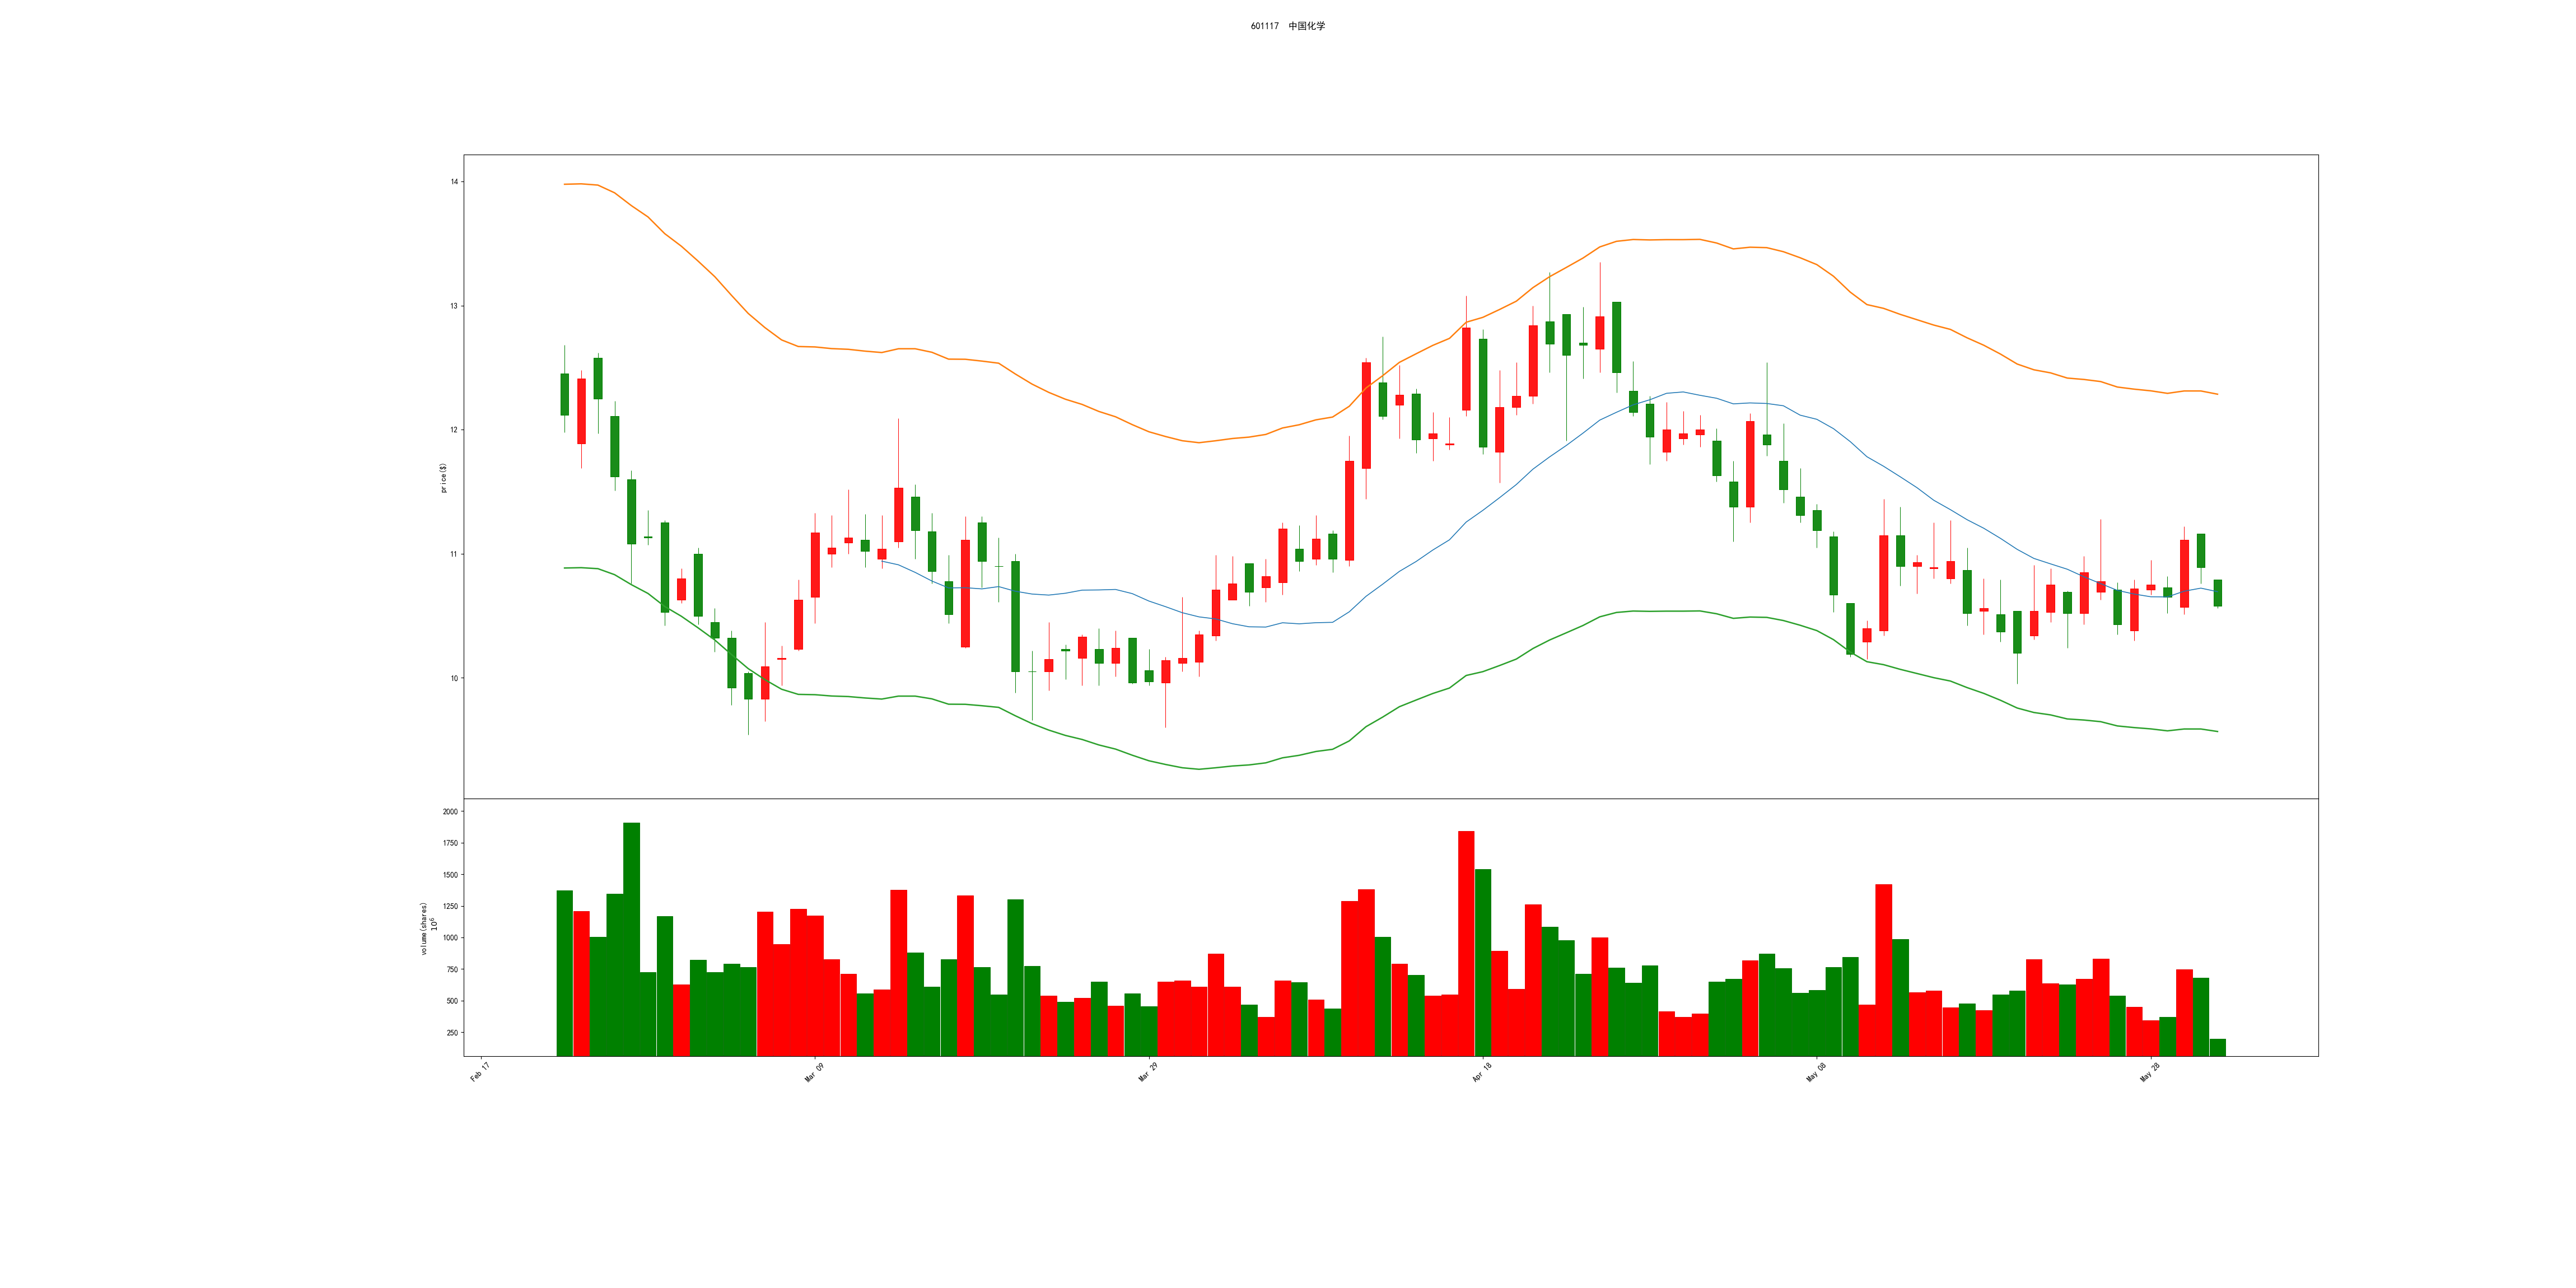 601117 中国化学
14
13
12
11
10
price($)
2000
1750
1500
1250
1000
750
500
250
volume(shares)
10⁶
Feb 17
Mar 09
Mar 29
Apr 18
May 08
May 28